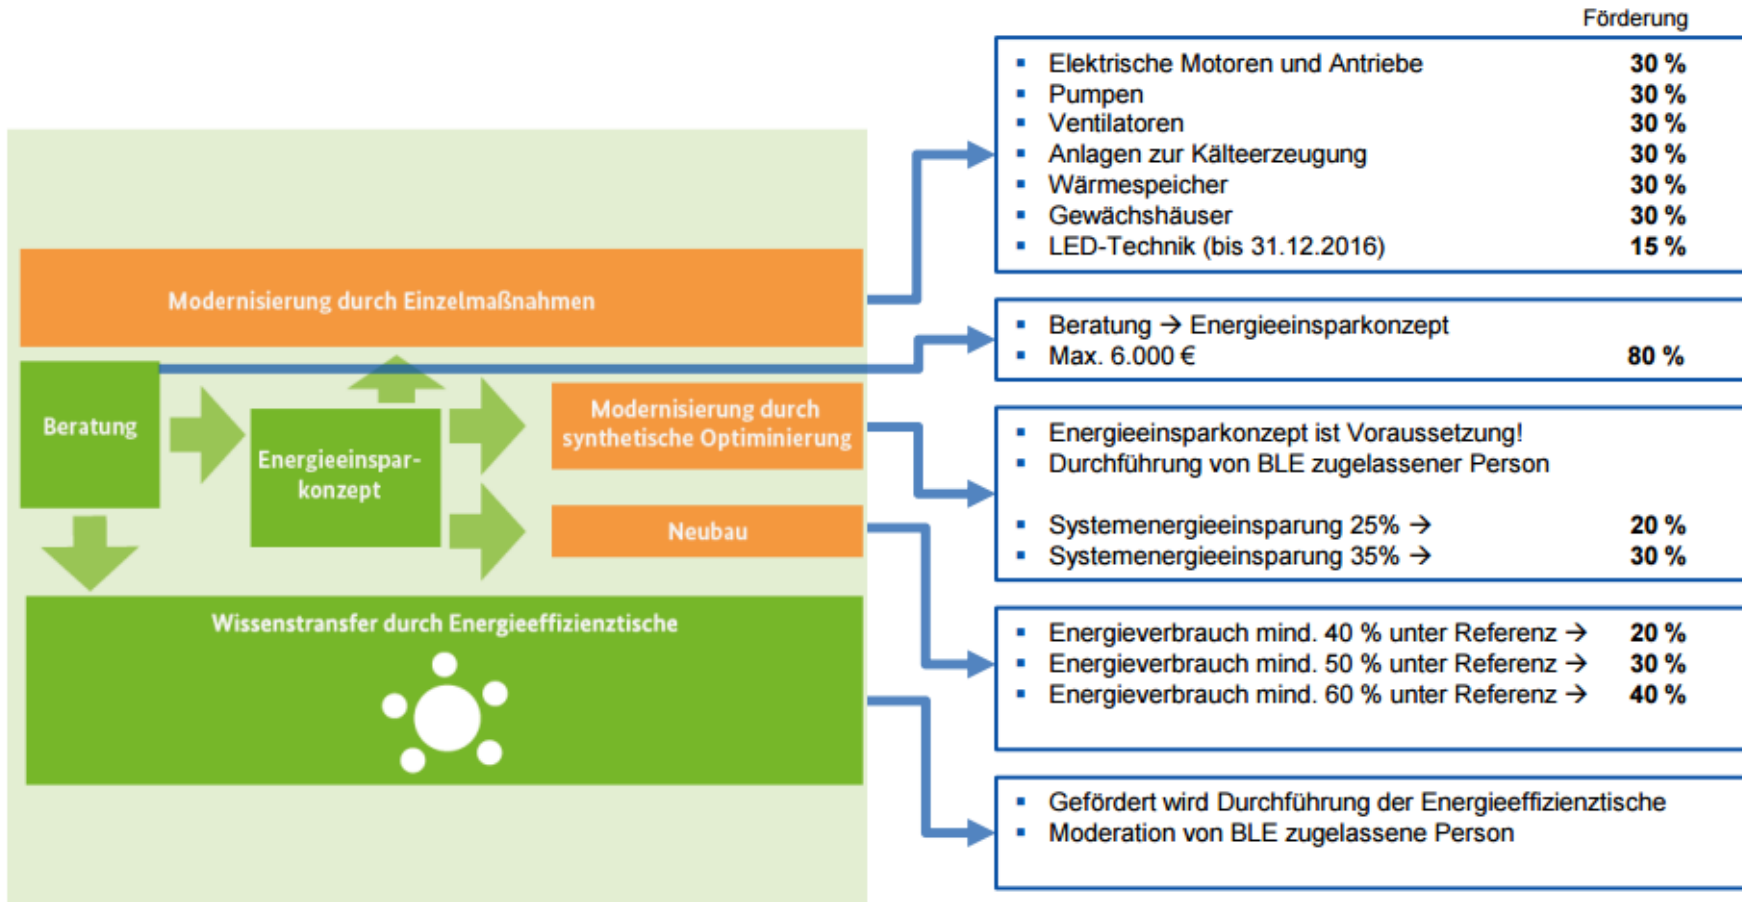 Förderung
▪ Elektrische Motoren und Antriebe 30 %
▪ Pumpen 30 %
▪ Ventilatoren 30 %
▪ Anlagen zur Kälteerzeugung 30 %
▪ Wärmespeicher 30 %
▪ Gewächshäuser 30 %
▪ LED-Technik (bis 31.12.2016) 15 %
Modernisierung durch Einzelmaßnahmen
▪ Beratung → Energieeinsparkonzept
▪ Max. 6.000 € 80 %
Beratung
Energieeinspar-
konzept
Modernisierung durch
synthetische Optiminierung
▪ Energieeinsparkonzept ist Voraussetzung!
▪ Durchführung von BLE zugelassener Person
▪ Systemenergieeinsparung 25% → 20 %
▪ Systemenergieeinsparung 35% → 30 %
Neubau
▪ Energieverbrauch mind. 40 % unter Referenz → 20 %
▪ Energieverbrauch mind. 50 % unter Referenz → 30 %
▪ Energieverbrauch mind. 60 % unter Referenz → 40 %
Wissenstransfer durch Energieeffizienztische
▪ Gefördert wird Durchführung der Energieeffizienztische
▪ Moderation von BLE zugelassene Person